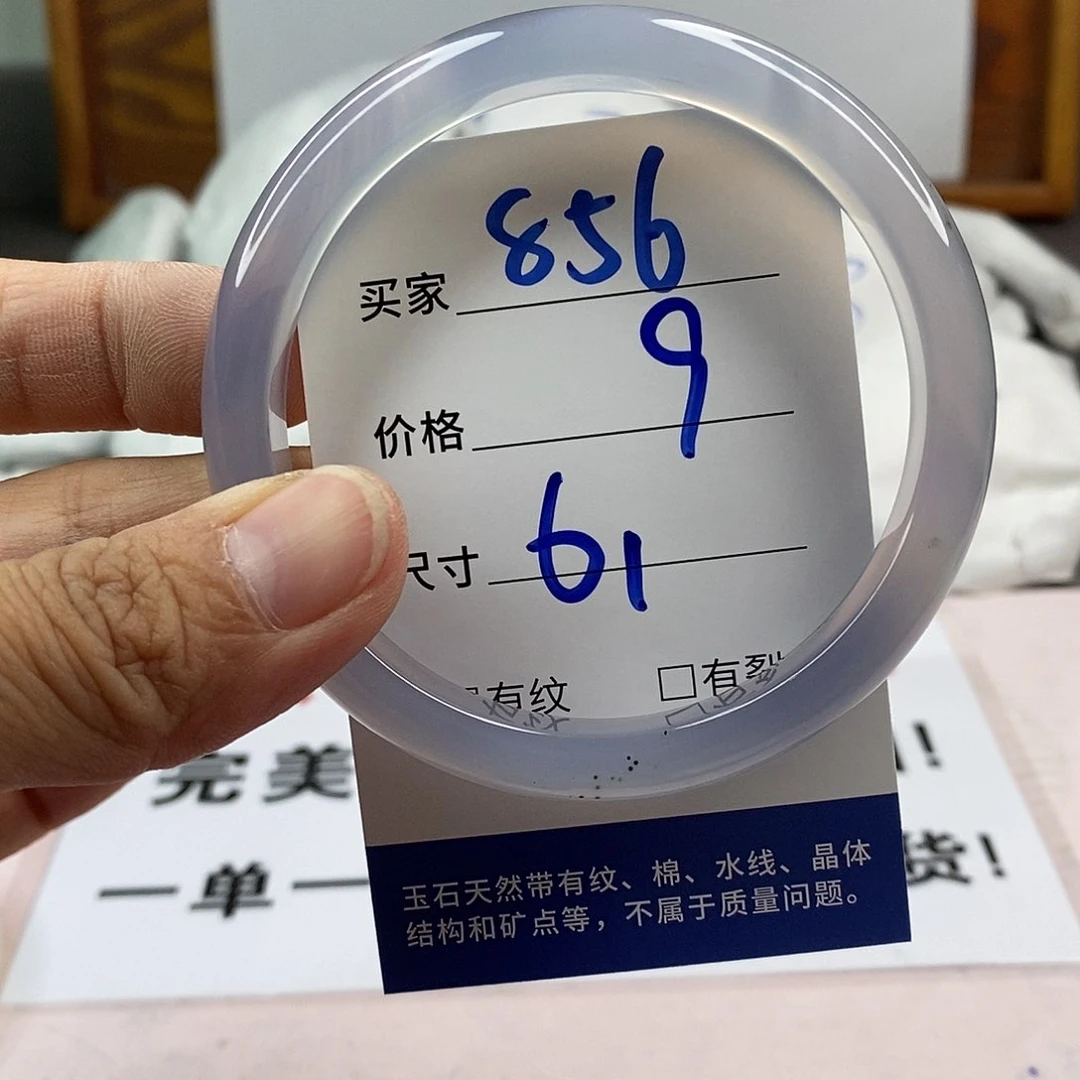 买家 856
价格 9
尺寸 61
有纹 □有裂
完美
!
一单一
货!
玉石天然带有纹、棉、水线、晶体
结构和矿点等，不属于质量问题。